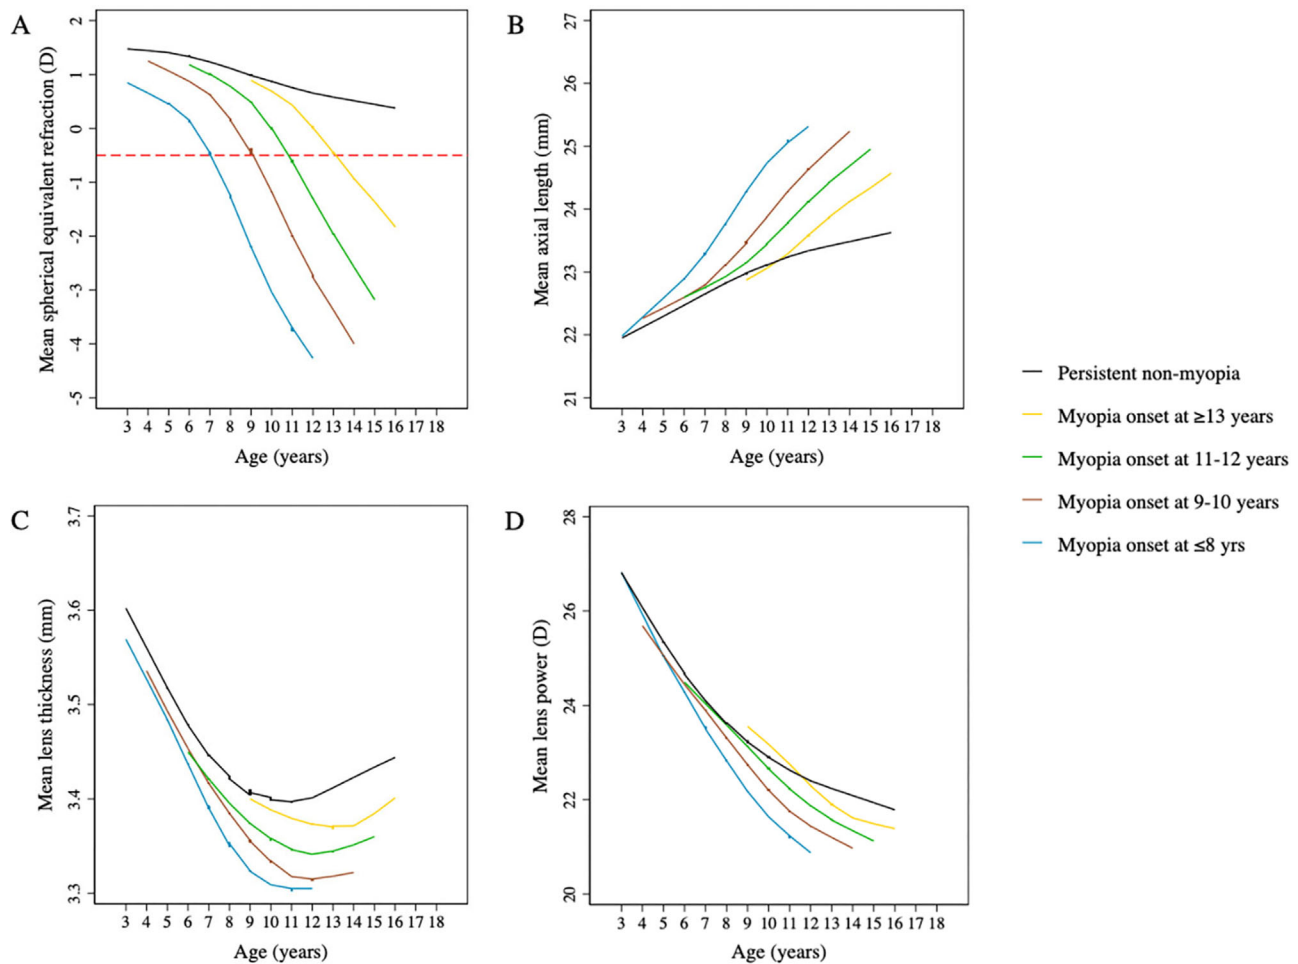 A
Mean spherical equivalent refraction (D)
2
1
0
-1
-2
-3
-4
-5
3 4 5 6 7 8 9 10 11 12 13 14 15 16 17 18
Age (years)
B
Mean axial length (mm)
27
26
25
24
23
22
21
3 4 5 6 7 8 9 10 11 12 13 14 15 16 17 18
Age (years)
Persistent non-myopia
Myopia onset at ≥13 years
Myopia onset at 11-12 years
Myopia onset at 9-10 years
Myopia onset at ≤8 yrs
C
Mean lens thickness (mm)
3.7
3.6
3.5
3.4
3.3
3 4 5 6 7 8 9 10 11 12 13 14 15 16 17 18
Age (years)
D
Mean lens power (D)
28
26
24
22
20
3 4 5 6 7 8 9 10 11 12 13 14 15 16 17 18
Age (years)